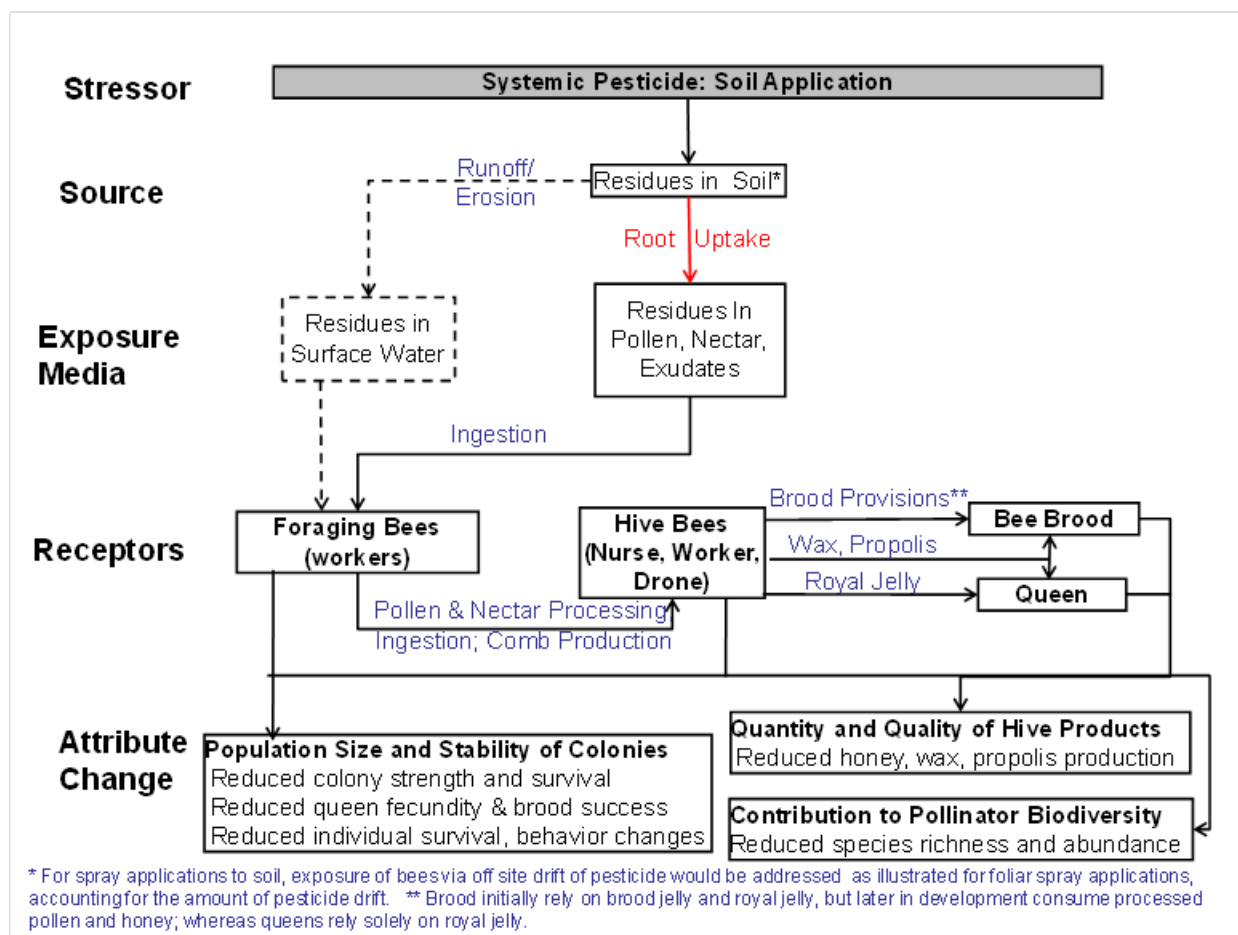 Stressor
Systemic Pesticide: Soil Application
Source
Runoff/
Erosion
Residues in Soil*
Root Uptake
Exposure
Media
Residues in
Surface Water
Residues In
Pollen, Nectar,
Exudates
Ingestion
Receptors
Foraging Bees
(workers)
Hive Bees
(Nurse, Worker,
Drone)
Brood Provisions**
Bee Brood
Wax, Propolis
Royal Jelly
Queen
Pollen & Nectar Processing
Ingestion; Comb Production
Attribute
Change
Population Size and Stability of Colonies
Reduced colony strength and survival
Reduced queen fecundity & brood success
Reduced individual survival, behavior changes
Quantity and Quality of Hive Products
Reduced honey, wax, propolis production
Contribution to Pollinator Biodiversity
Reduced species richness and abundance
* For spray applications to soil, exposure of bees via off site drift of pesticide would be addressed as illustrated for foliar spray applications,
accounting for the amount of pesticide drift. ** Brood initially rely on brood jelly and royal jelly, but later in development consume processed
pollen and honey; whereas queens rely solely on royal jelly.